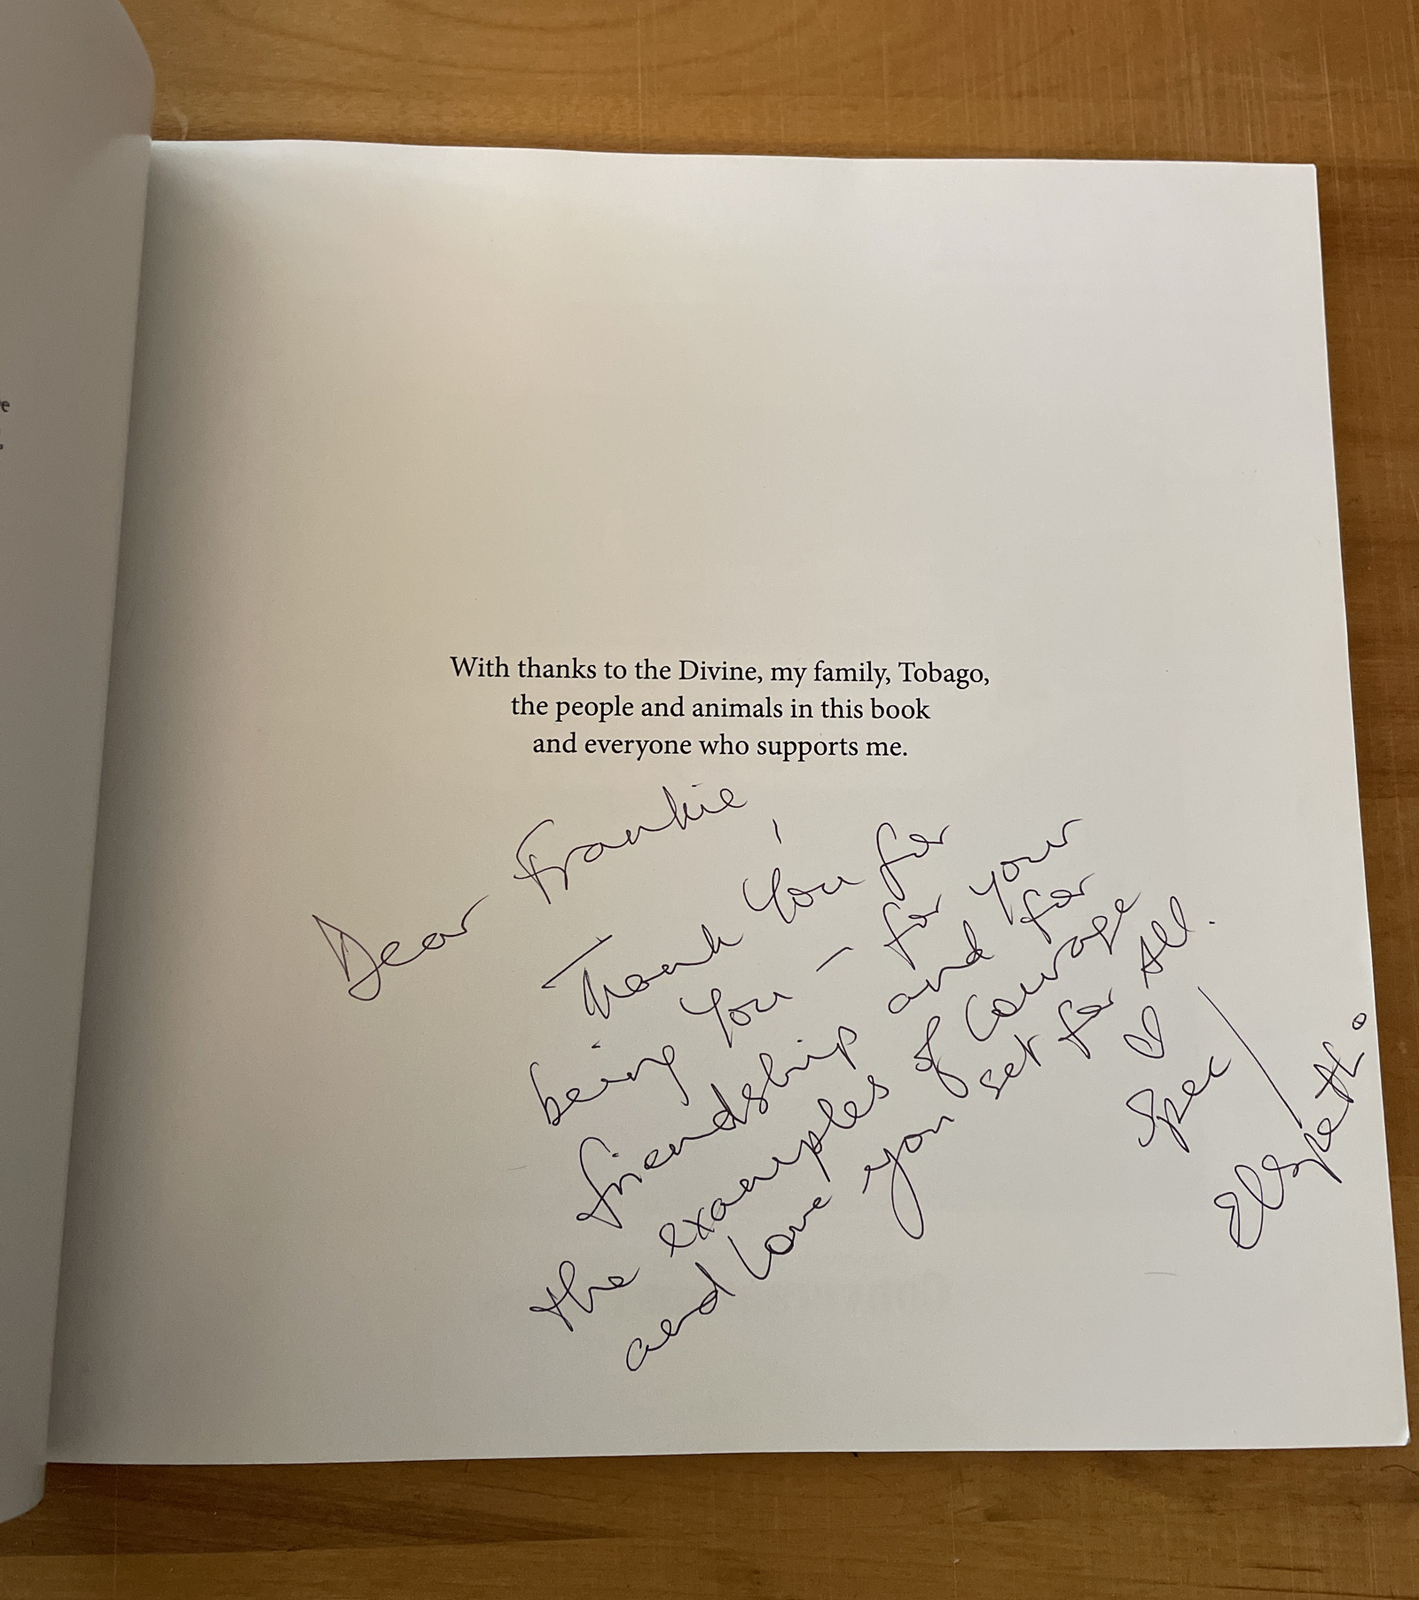 With thanks to the Divine, my family, Tobago,
the people and animals in this book
and everyone who supports me.
Dear Frankie,
Thank You for
being You – for your
friendship and for
the examples of Courage
and Love you set for All.
Spec / Elspeth.
e